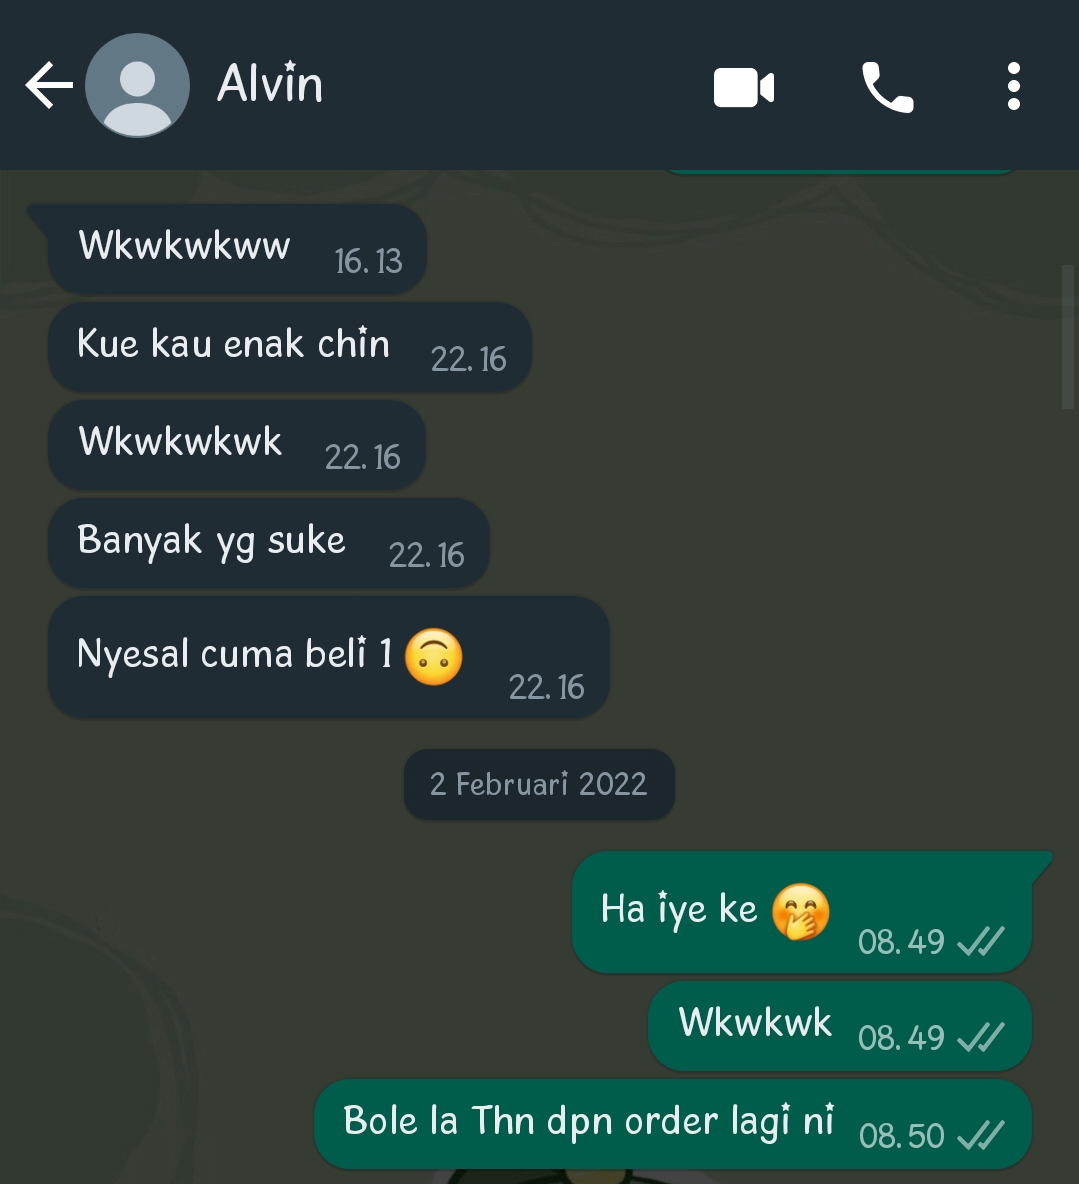 Alvin
Wkwkwkww 16.13
Kue kau enak chin 22.16
Wkwkwkwk 22.16
Banyak yg suke 22.16
Nyesal cuma beli 1 🙃 22.16
2 Februari 2022
Ha iye ke 🤭 08.49
Wkwkwk 08.49
Bole la Thn dpn order lagi ni 08.50